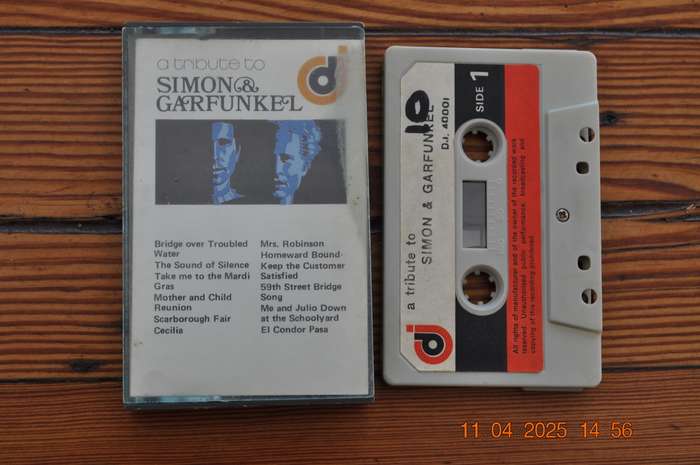 a tribute to
SIMON &
GARFUNKEL
dj
Bridge over Troubled
Water
The Sound of Silence
Take me to the Mardi
Gras
Mother and Child
Reunion
Scarborough Fair
Cecilia
Mrs. Robinson
Homeward Bound
Keep the Customer
Satisfied
59th Street Bridge
Song
Me and Julio Down
at the Schoolyard
El Condor Pasa
dj
a tribute to
SIMON & GARFUNKEL
10
DJ. 40001
SIDE 1
All rights of manufacturer and of the owner of the recorded work
reserved. Unauthorised public performance, broadcasting and
copying of this recording prohibited.
11 04 2025 14 56